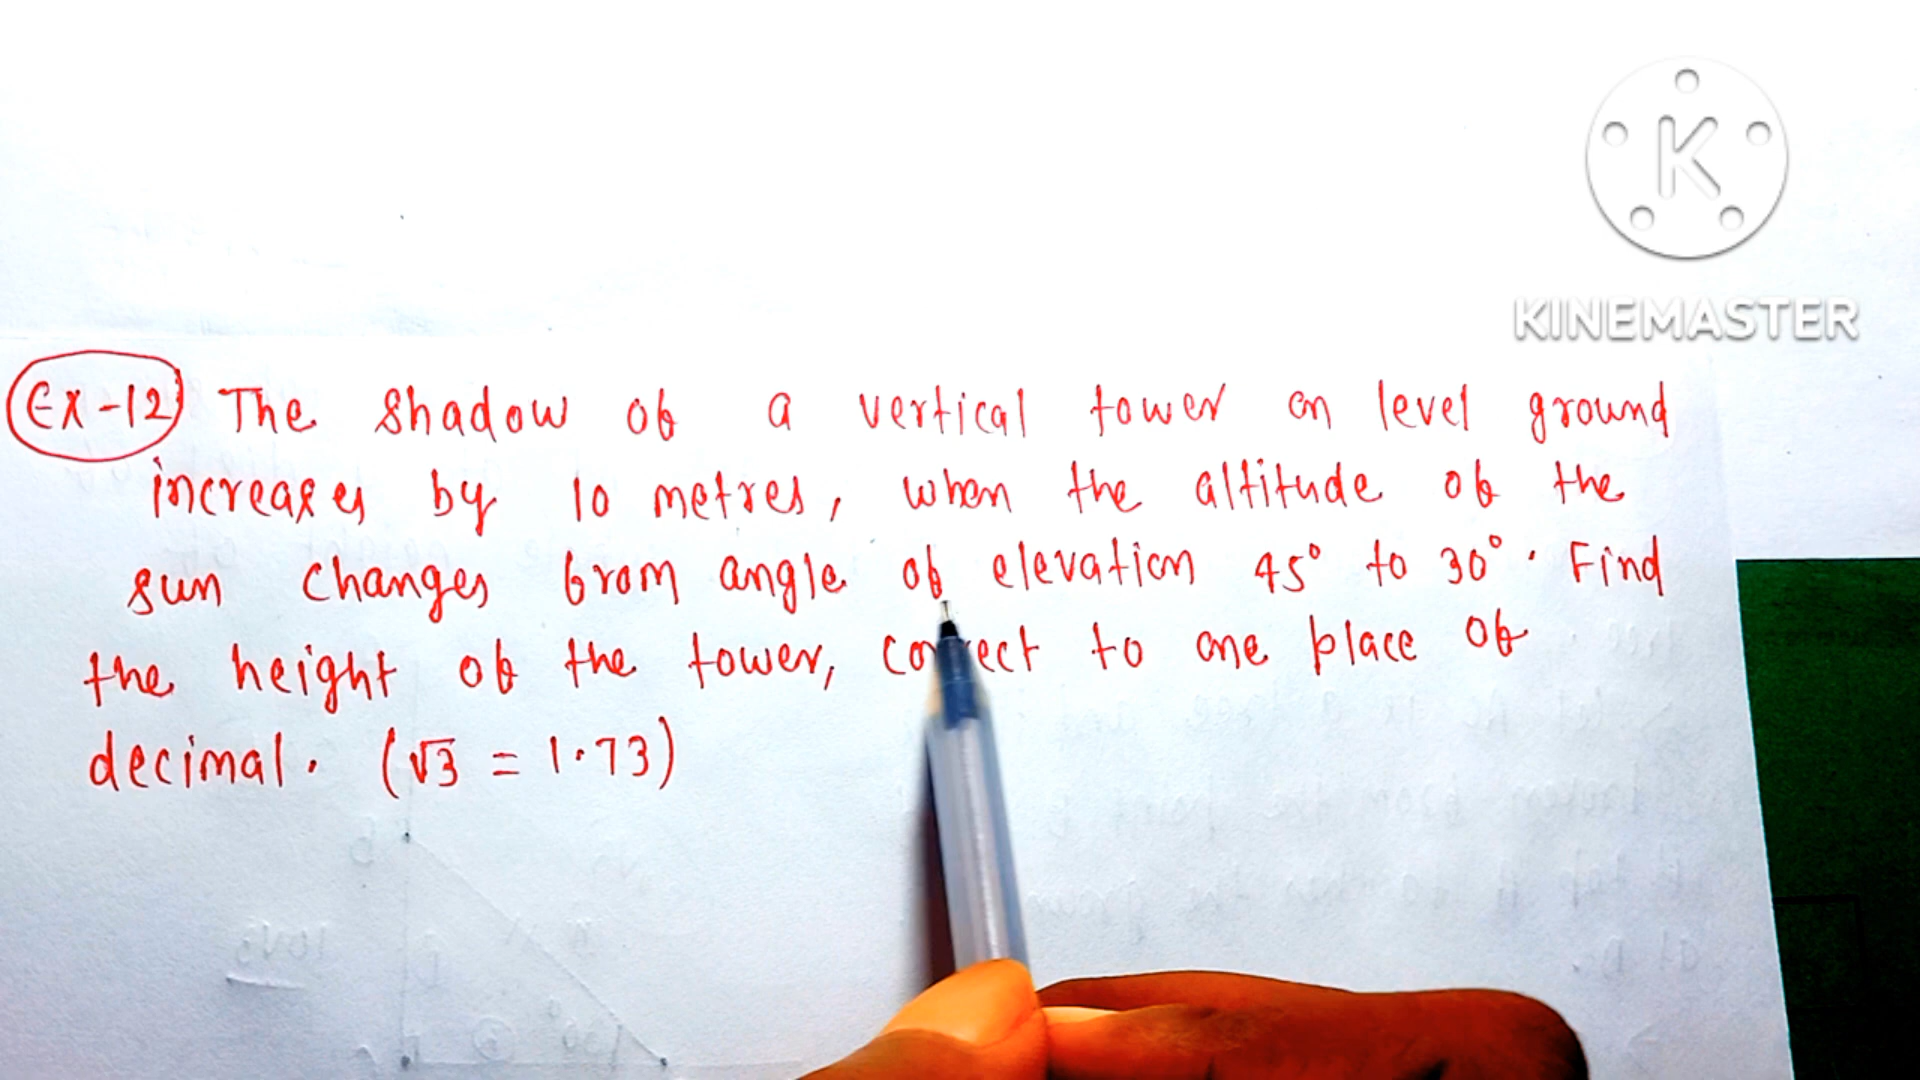 K
KINEMASTER
Ex-12 The shadow of a vertical tower on level ground
increases by 10 metres, when the altitude of the
sun changes from angle of elevation 45° to 30°. Find
the height of the tower, correct to one place of
decimal. (√3 = 1.73)